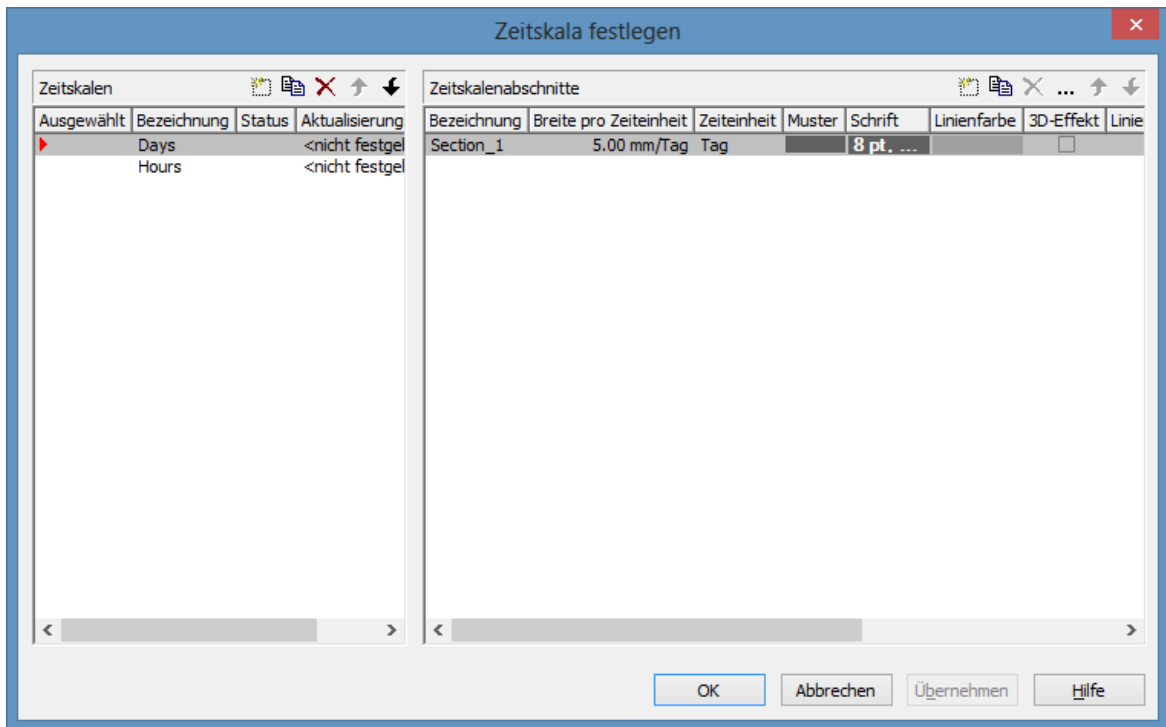 Zeitskala festlegen
Zeitskalen
Ausgewählt Bezeichnung Status Aktualisierung
Days <nicht festgel
Hours <nicht festgel
Zeitskalenabschnitte ...
Bezeichnung Breite pro Zeiteinheit Zeiteinheit Muster Schrift Linienfarbe 3D-Effekt Linie
Section_1 5.00 mm/Tag Tag 8 pt, ...
OK Abbrechen Übernehmen Hilfe